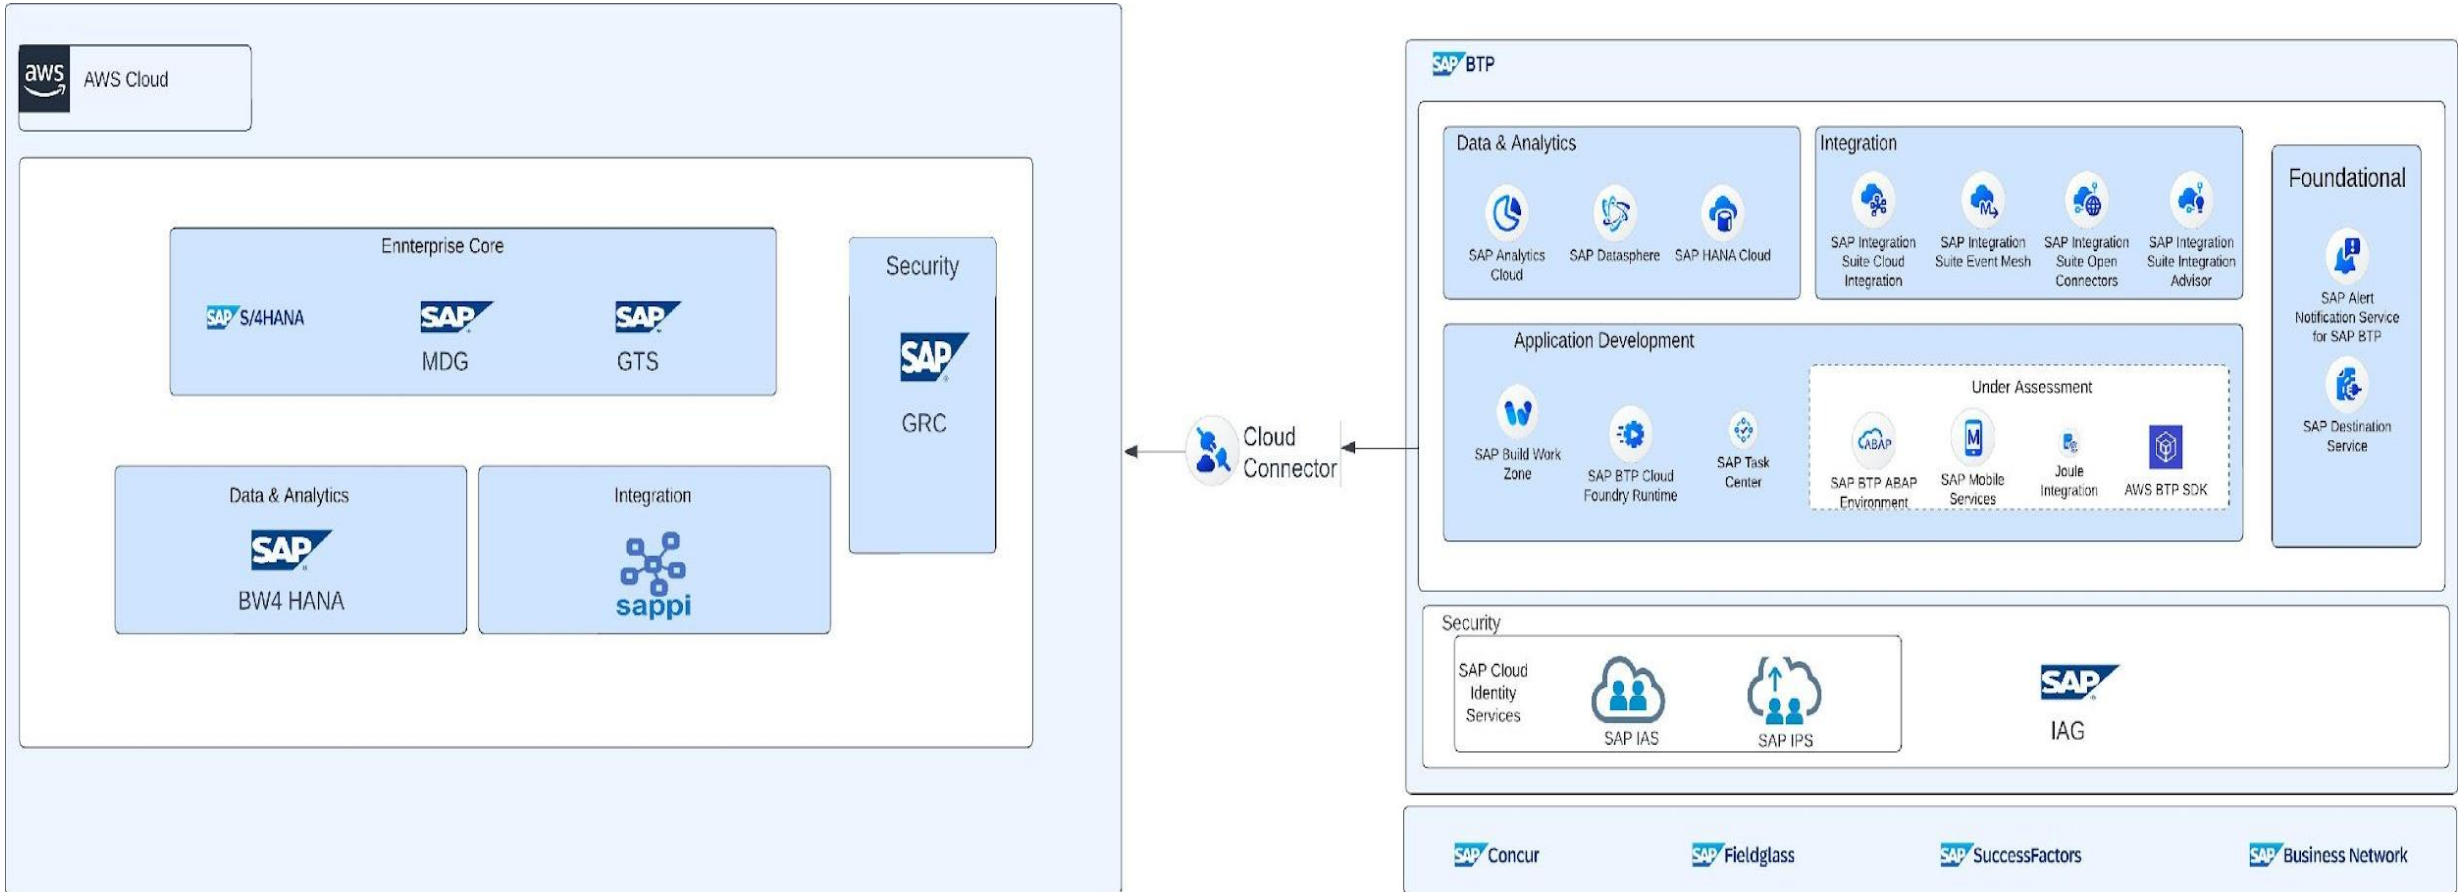 aws
AWS Cloud
Ennterprise Core
SAP S/4HANA
SAP
MDG
SAP
GTS
Security
SAP
GRC
Data & Analytics
SAP
BW4 HANA
Integration
sappi
Cloud
Connector
SAP BTP
Data & Analytics
SAP Analytics
Cloud
SAP Datasphere
SAP HANA Cloud
Integration
SAP Integration
Suite Cloud
Integration
M
SAP Integration
Suite Event Mesh
SAP Integration
Suite Open
Connectors
SAP Integration
Suite Integration
Advisor
Foundational
SAP Alert
Notification Service
for SAP BTP
SAP Destination
Service
Application Development
SAP Build Work
Zone
SAP BTP Cloud
Foundry Runtime
SAP Task
Center
Under Assessment
ABAP
SAP BTP ABAP
Environment
M
SAP Mobile
Services
Joule
Integration
AWS BTP SDK
Security
SAP Cloud
Identity
Services
SAP IAS
SAP IPS
SAP
IAG
SAP Concur
SAP Fieldglass
SAP SuccessFactors
SAP Business Network